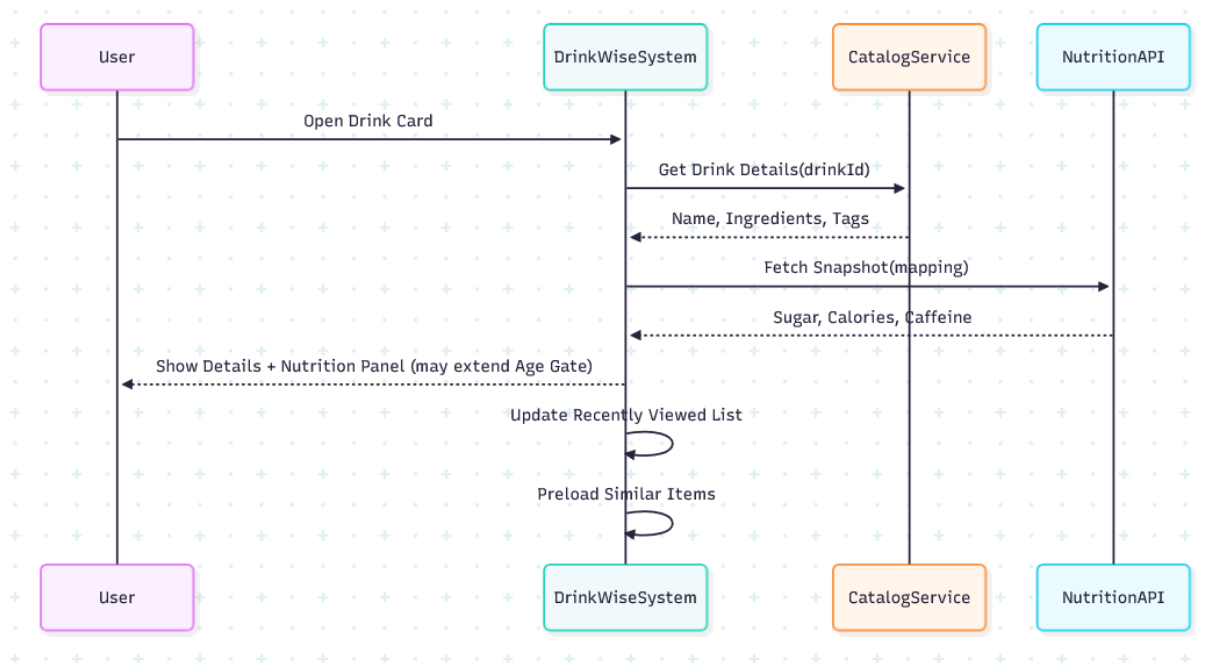 User
DrinkWiseSystem
CatalogService
NutritionAPI
Open Drink Card
Get Drink Details(drinkId)
Name, Ingredients, Tags
Fetch Snapshot(mapping)
Sugar, Calories, Caffeine
Show Details + Nutrition Panel (may extend Age Gate)
Update Recently Viewed List
Preload Similar Items
User
DrinkWiseSystem
CatalogService
NutritionAPI